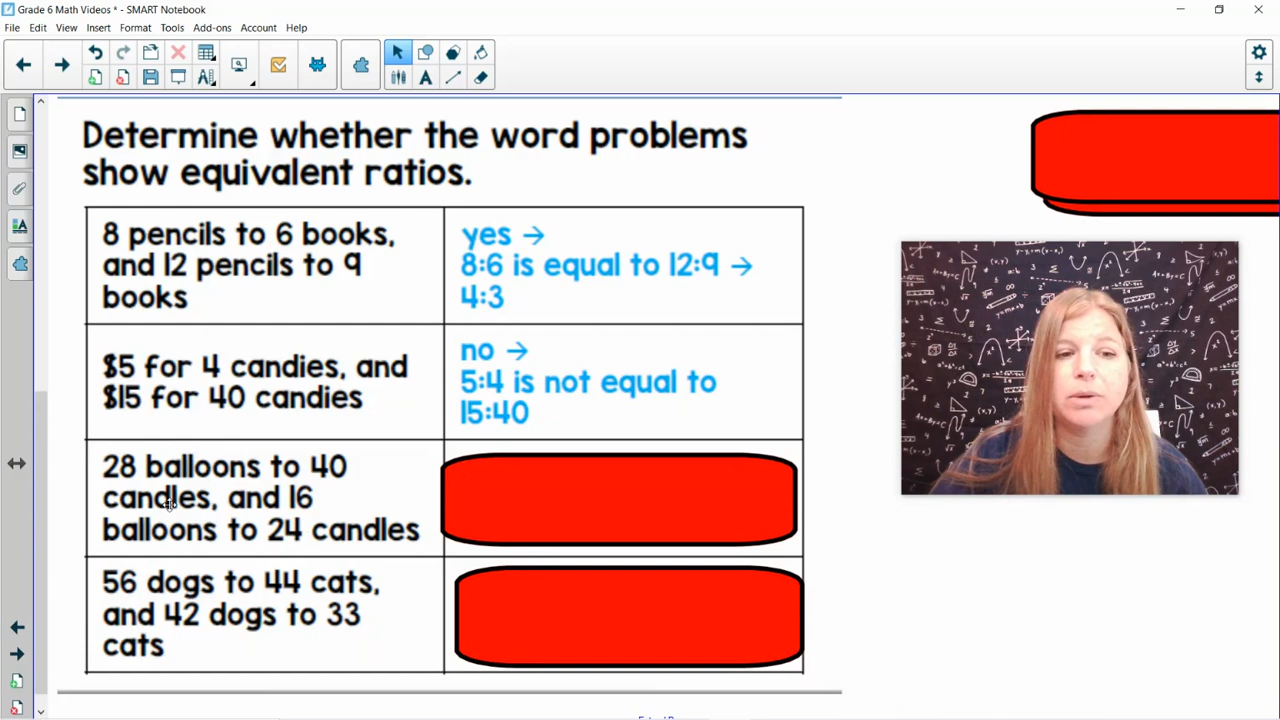 Grade 6 Math Videos * - SMART Notebook
File Edit View Insert Format Tools Add-ons Account Help
Determine whether the word problems
show equivalent ratios.
8 pencils to 6 books,
and 12 pencils to 9
books
yes →
8:6 is equal to 12:9 →
4:3
$5 for 4 candies, and
$15 for 40 candies
no →
5:4 is not equal to
15:40
28 balloons to 40
candles, and 16
balloons to 24 candles
56 dogs to 44 cats,
and 42 dogs to 33
cats